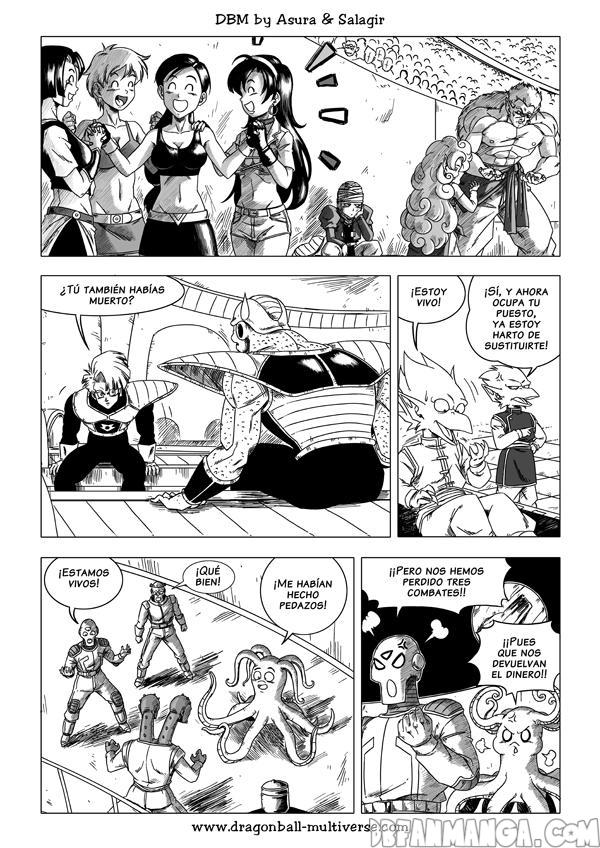 DBM by Asura & Salagir
¿TÚ TAMBIÉN HABÍAS
MUERTO?
¡ESTOY
VIVO!
¡SÍ, Y AHORA
OCUPA TU
PUESTO,
YA ESTOY
HARTO DE
SUSTITUIRTE!
¡ESTAMOS
VIVOS!
¡QUÉ
BIEN!
¡ME HABÍAN
HECHO
PEDAZOS!
¡¡PERO NOS HEMOS
PERDIDO TRES
COMBATES!!
¡¡PUES
QUE NOS
DEVUELVAN
EL DINERO!!
www.dragonball-multiverse.com
DBFANMANGA.COM